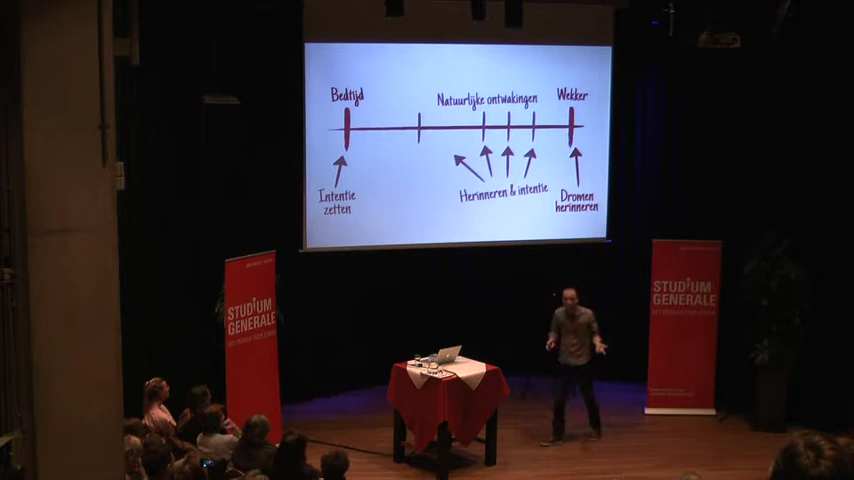 Bedtijd
Natuurlijke ontwakingen
Wekker
Intentie
zetten
Herinneren & intentie
Dromen
herinneren
STUDIUM
GENERALE
STUDIUM
GENERALE